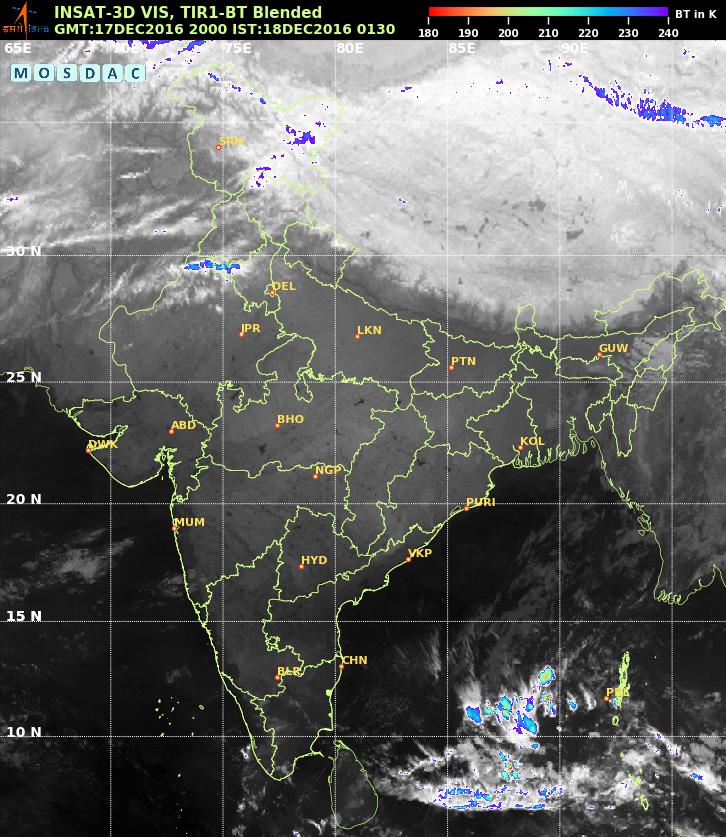 INSAT-3D VIS, TIR1-BT Blended
GMT:17DEC2016 2000 IST:18DEC2016 0130
BT in K
180 190 200 210 220 230 240
65E 75E 80E 85E 90E
M O S D A C
SRN
30 N
DEL
JPR LKN
GUW
PTN
25 N
ABD BHO
DWK KOL
NGP
20 N PURI
MUM
VKP
HYD
15 N
CHN
BLR
10 N